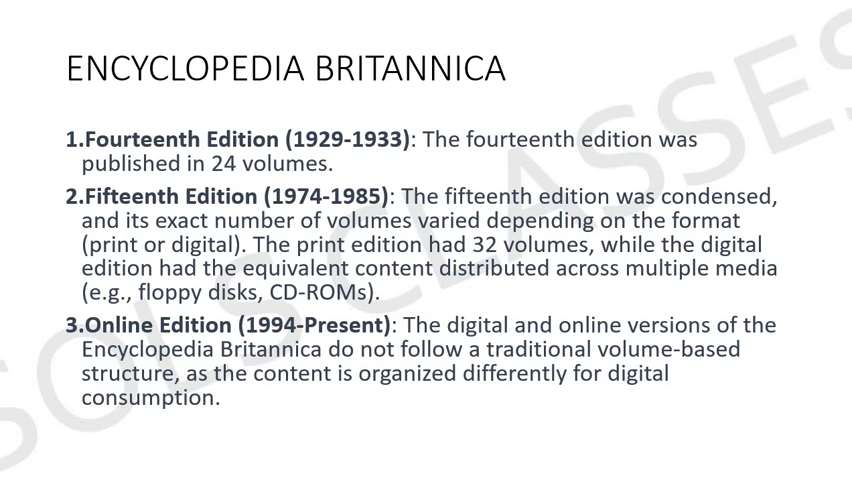 ENCYCLOPEDIA BRITANNICA
1.Fourteenth Edition (1929-1933): The fourteenth edition was
published in 24 volumes.
2.Fifteenth Edition (1974-1985): The fifteenth edition was condensed,
and its exact number of volumes varied depending on the format
(print or digital). The print edition had 32 volumes, while the digital
edition had the equivalent content distributed across multiple media
(e.g., floppy disks, CD-ROMs).
3.Online Edition (1994-Present): The digital and online versions of the
Encyclopedia Britannica do not follow a traditional volume-based
structure, as the content is organized differently for digital
consumption.
SOLS CLASSES